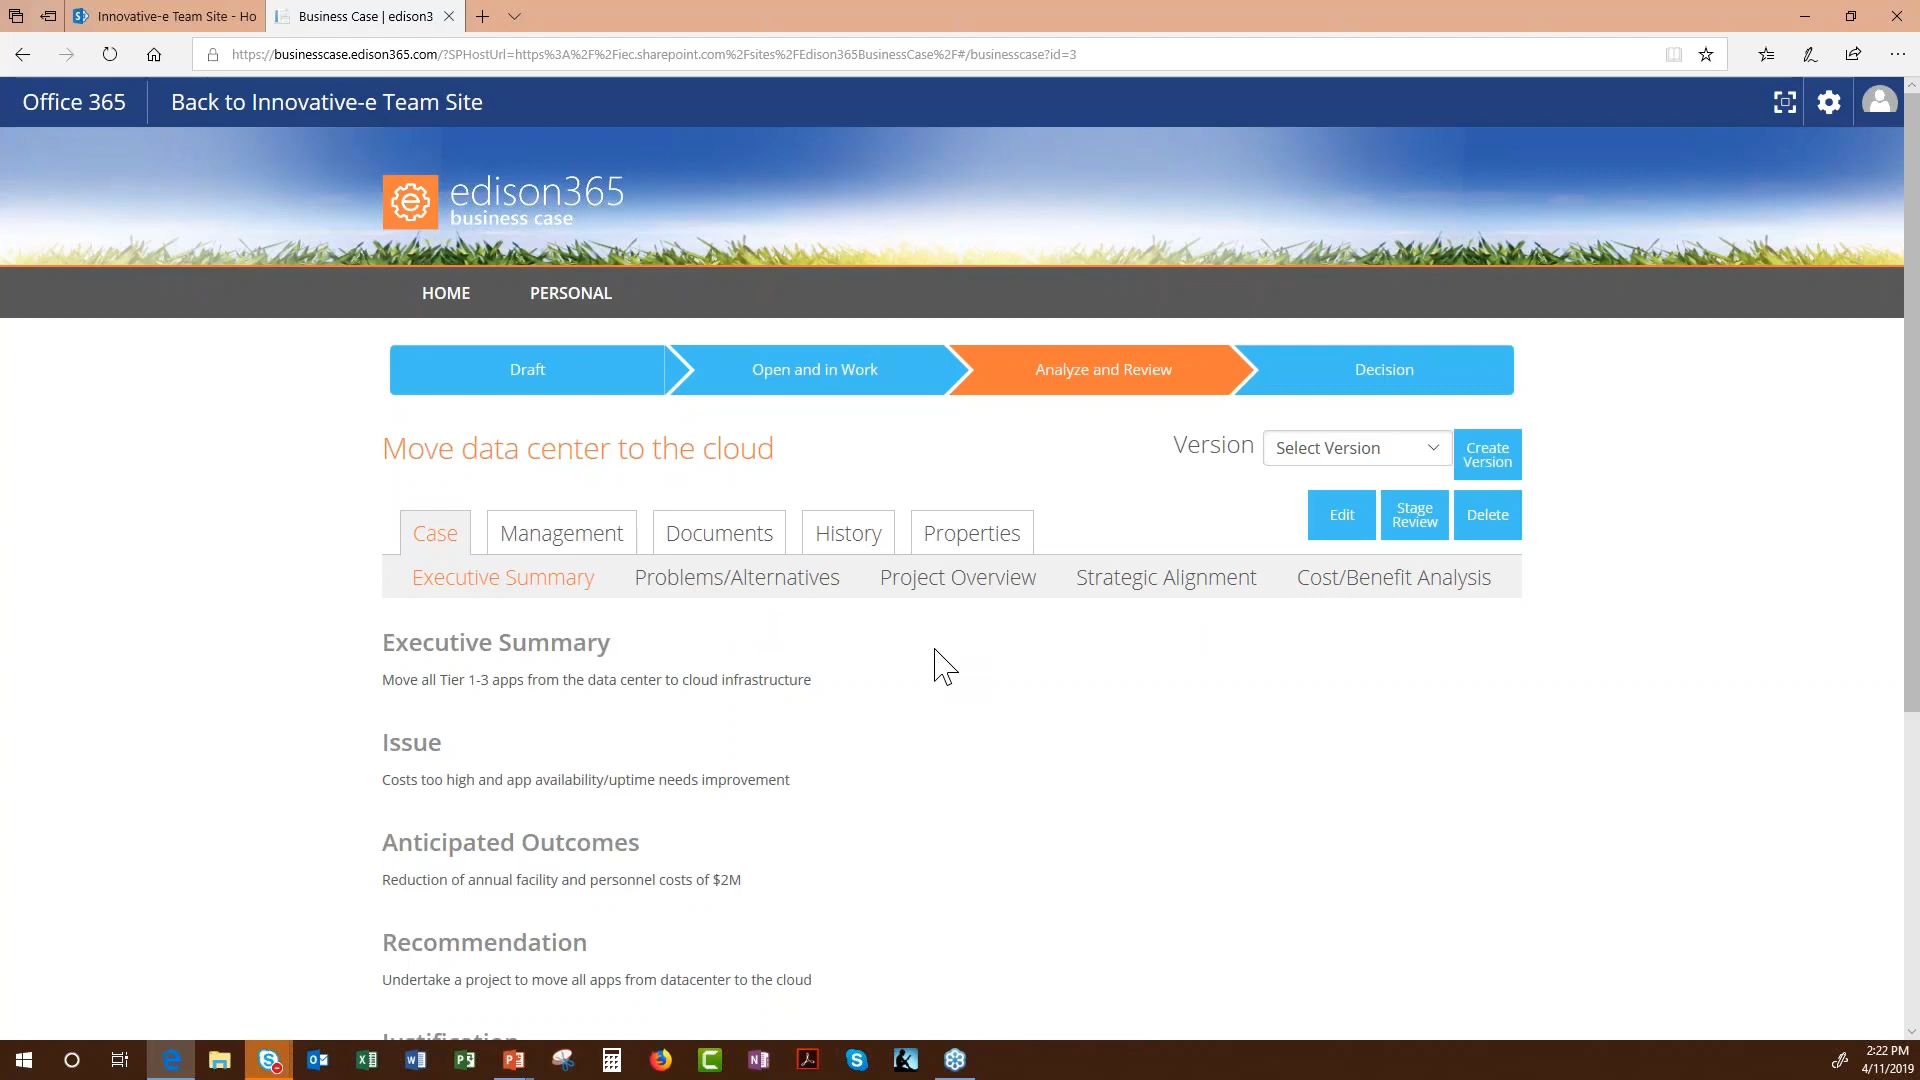 Innovative-e Team Site - Ho
Business Case | edison3
https://businesscase.edison365.com/?SPHostUrl=https%3A%2F%2Fiec.sharepoint.com%2Fsites%2FEdison365BusinessCase%2F#/businesscase?id=3
Office 365
Back to Innovative-e Team Site
edison365
business case
HOME
PERSONAL
Draft
Open and in Work
Analyze and Review
Decision
Move data center to the cloud
Version
Select Version
Create
Version
Edit
Stage
Review
Delete
Case
Management
Documents
History
Properties
Executive Summary
Problems/Alternatives
Project Overview
Strategic Alignment
Cost/Benefit Analysis
Executive Summary
Move all Tier 1-3 apps from the data center to cloud infrastructure
Issue
Costs too high and app availability/uptime needs improvement
Anticipated Outcomes
Reduction of annual facility and personnel costs of $2M
Recommendation
Undertake a project to move all apps from datacenter to the cloud
Justification
2:22 PM
4/11/2019